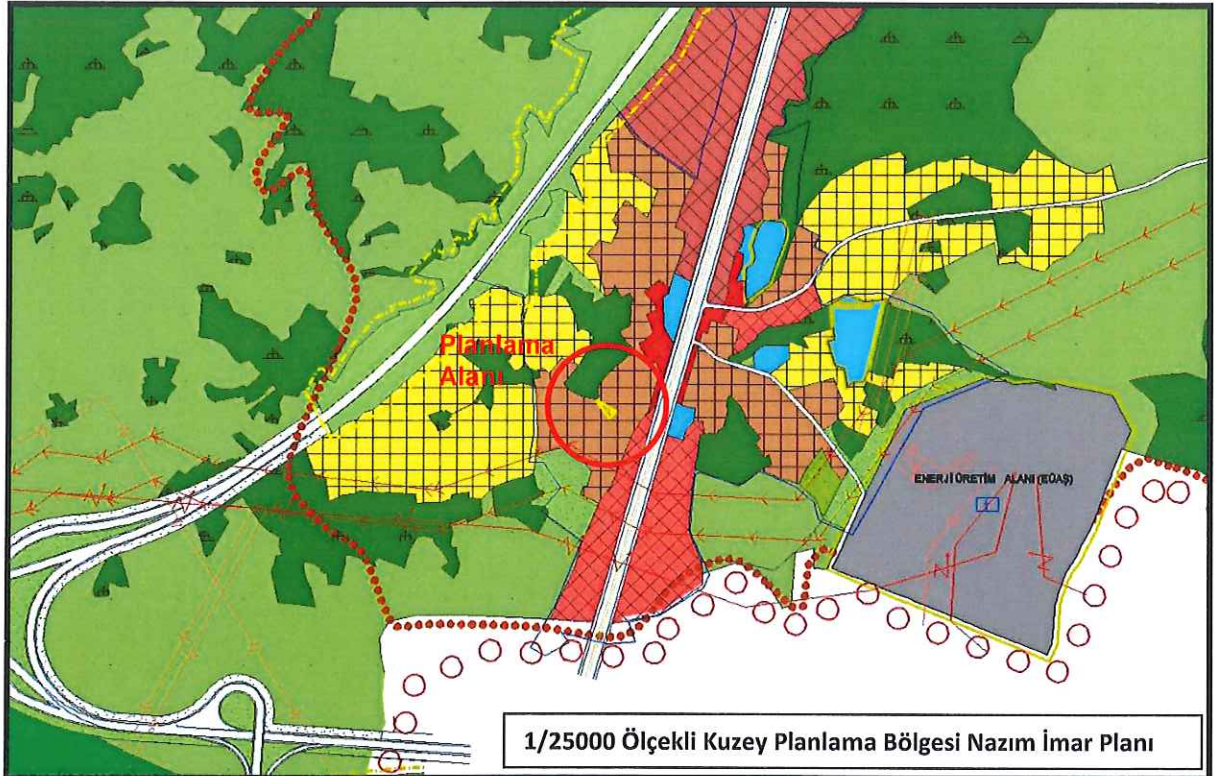 Planlama
Alanı
ENERJİ ÜRETİM ALANI (EÜAŞ)
1/25000 Ölçekli Kuzey Planlama Bölgesi Nazım İmar Planı